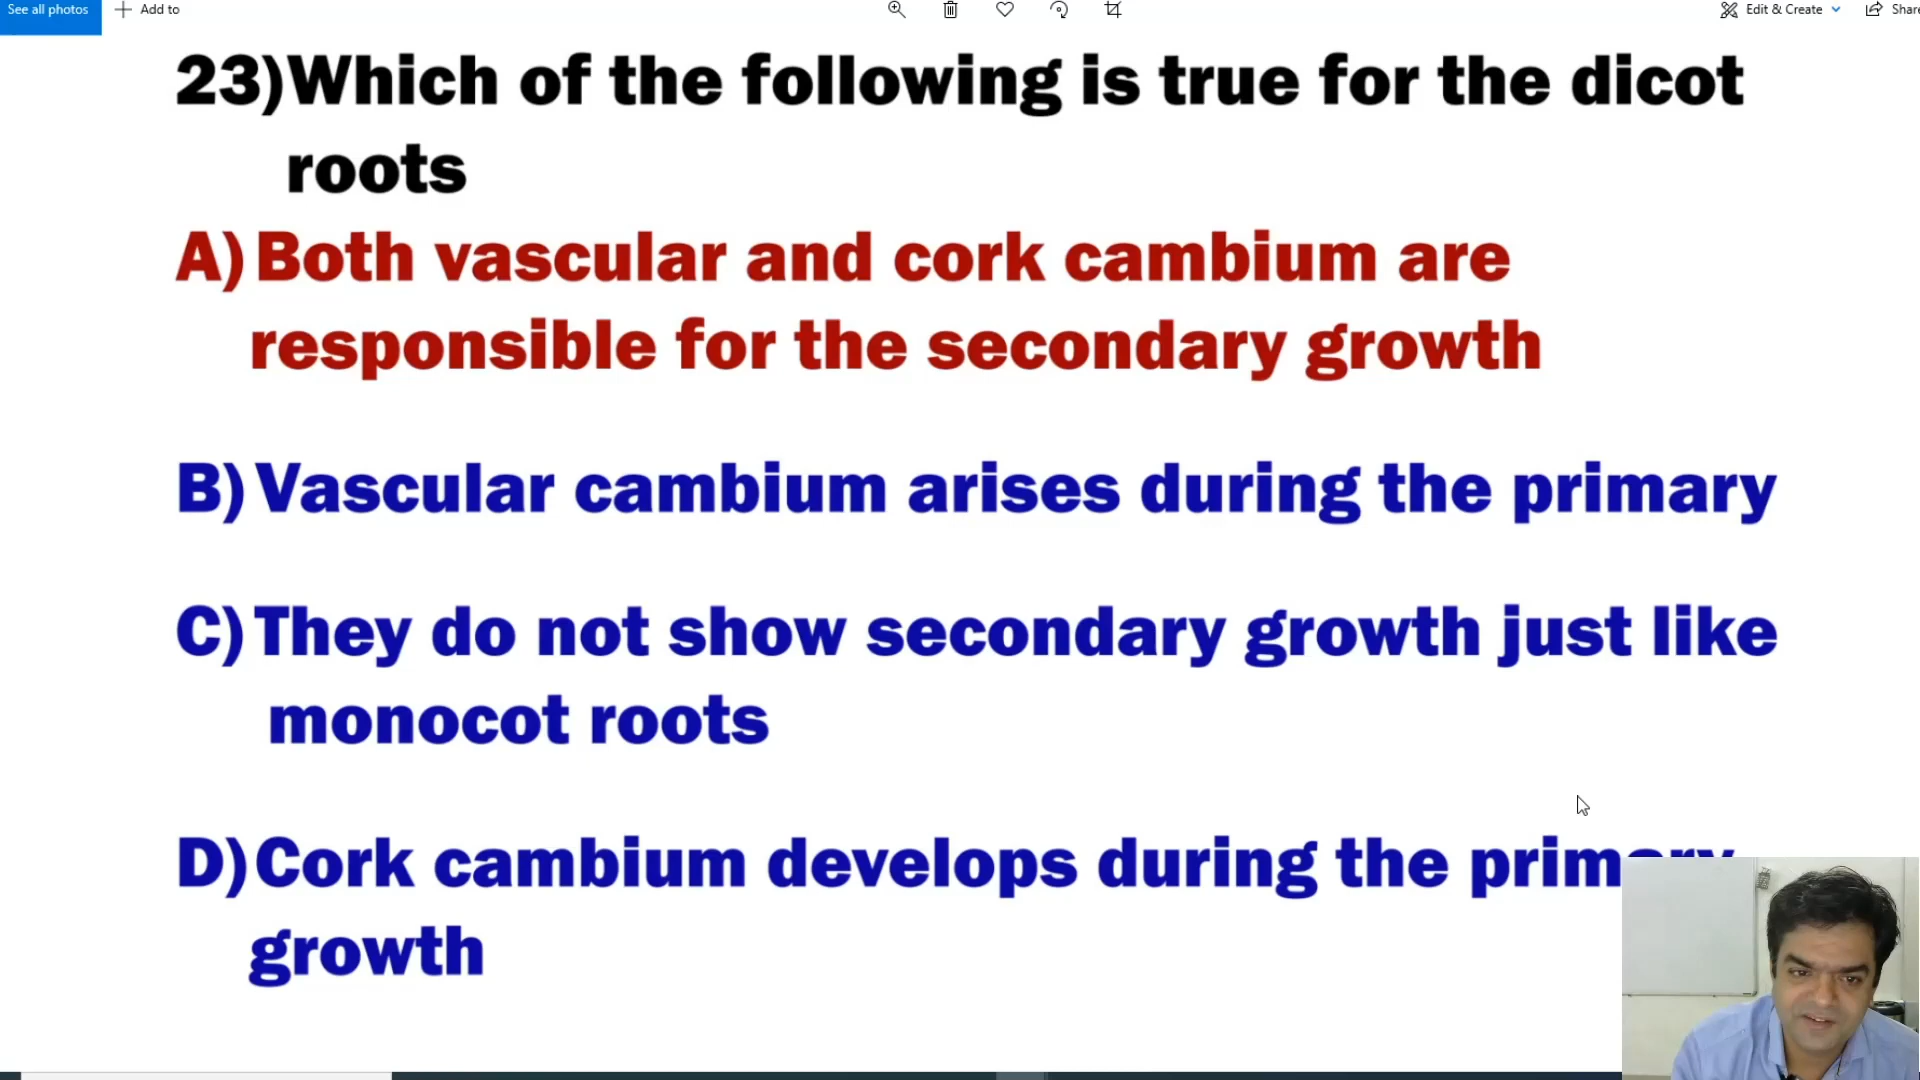 See all photos + Add to Edit & Create Share
23)Which of the following is true for the dicot
roots
A) Both vascular and cork cambium are
responsible for the secondary growth
B) Vascular cambium arises during the primary
C) They do not show secondary growth just like
monocot roots
D) Cork cambium develops during the primary
growth